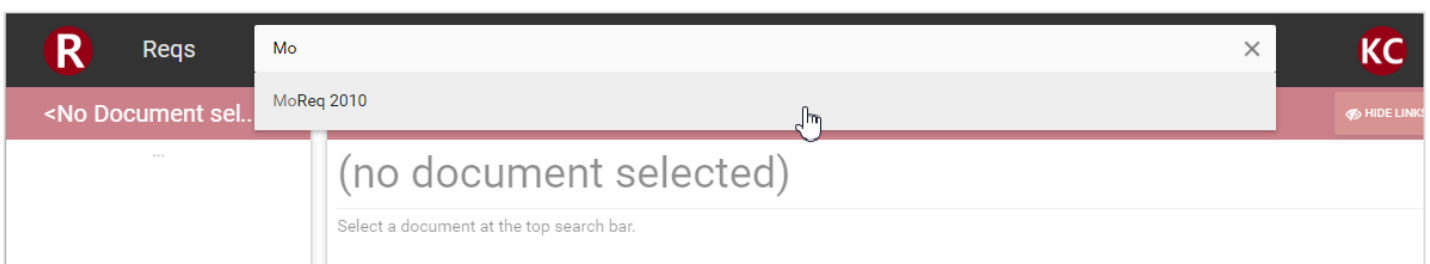 R Reqs Mo KC
MoReq 2010
<No Document sel... HIDE LINKS
...
(no document selected)
Select a document at the top search bar.